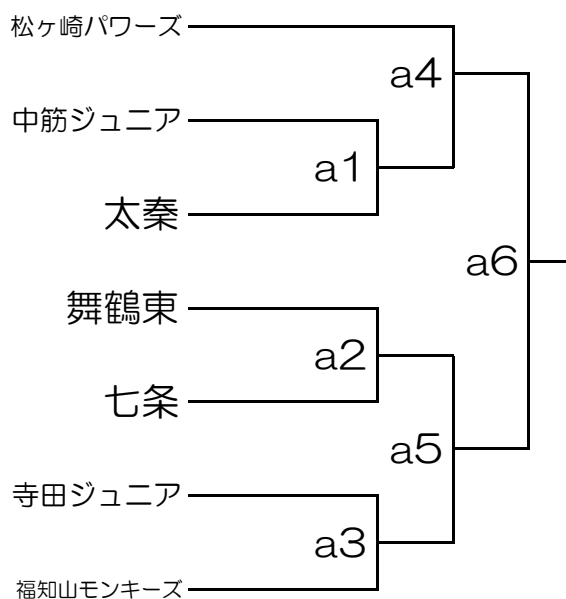 松ヶ崎パワーズ
a4
中筋ジュニア
a1
太秦
a6
舞鶴東
a2
七条
a5
寺田ジュニア
a3
福知山モンキーズ